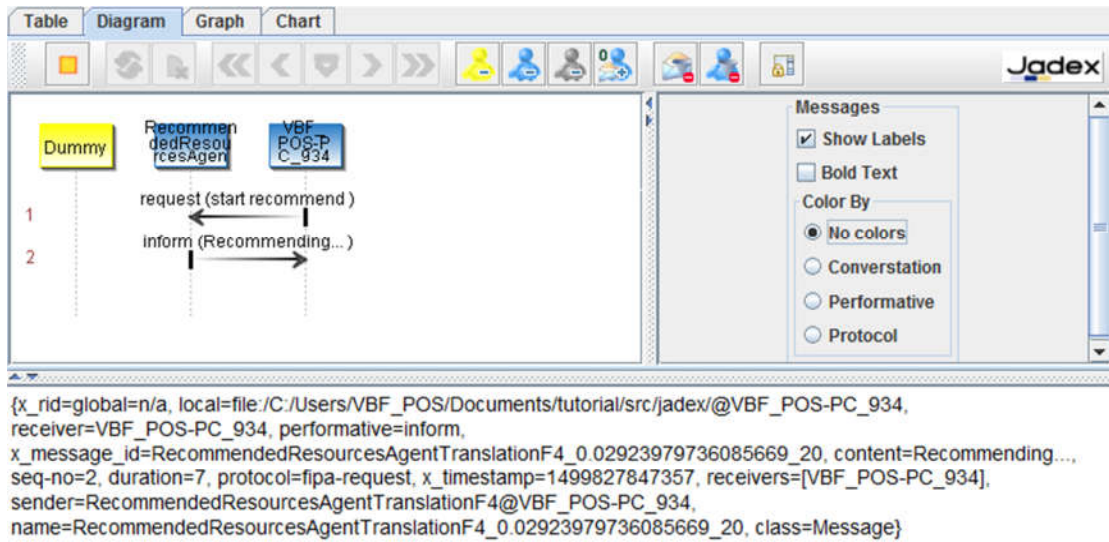 Table Diagram Graph Chart
Jadex
Dummy
Recommen
dedResou
rcesAgen
VBF_
POS-P
C_934
request (start recommend )
1
inform (Recommending... )
2
Messages
Show Labels
Bold Text
Color By
No colors
Converstation
Performative
Protocol
{x_rid=global=n/a, local=file:/C:/Users/VBF_POS/Documents/tutorial/src/jadex/@VBF_POS-PC_934,
receiver=VBF_POS-PC_934, performative=inform,
x_message_id=RecommendedResourcesAgentTranslationF4_0.02923979736085669_20, content=Recommending...,
seq-no=2, duration=7, protocol=fipa-request, x_timestamp=1499827847357, receivers=[VBF_POS-PC_934],
sender=RecommendedResourcesAgentTranslationF4@VBF_POS-PC_934,
name=RecommendedResourcesAgentTranslationF4_0.02923979736085669_20, class=Message}